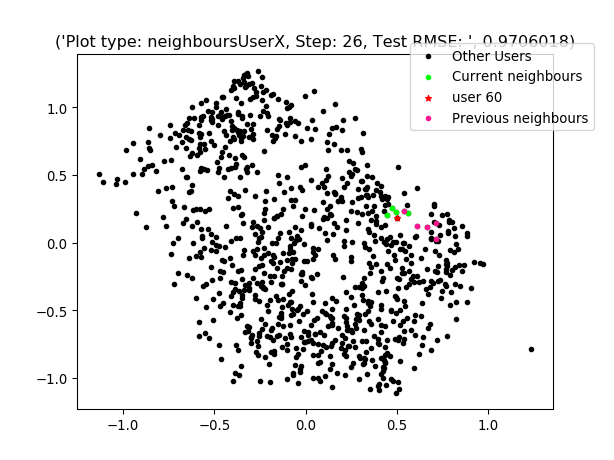 ('Plot type: neighboursUserX, Step: 26, Test RMSE: ', 0.9706018)
Other Users
Current neighbours
user 60
Previous neighbours
1.0
0.5
0.0
−0.5
−1.0
−1.0 −0.5 0.0 0.5 1.0